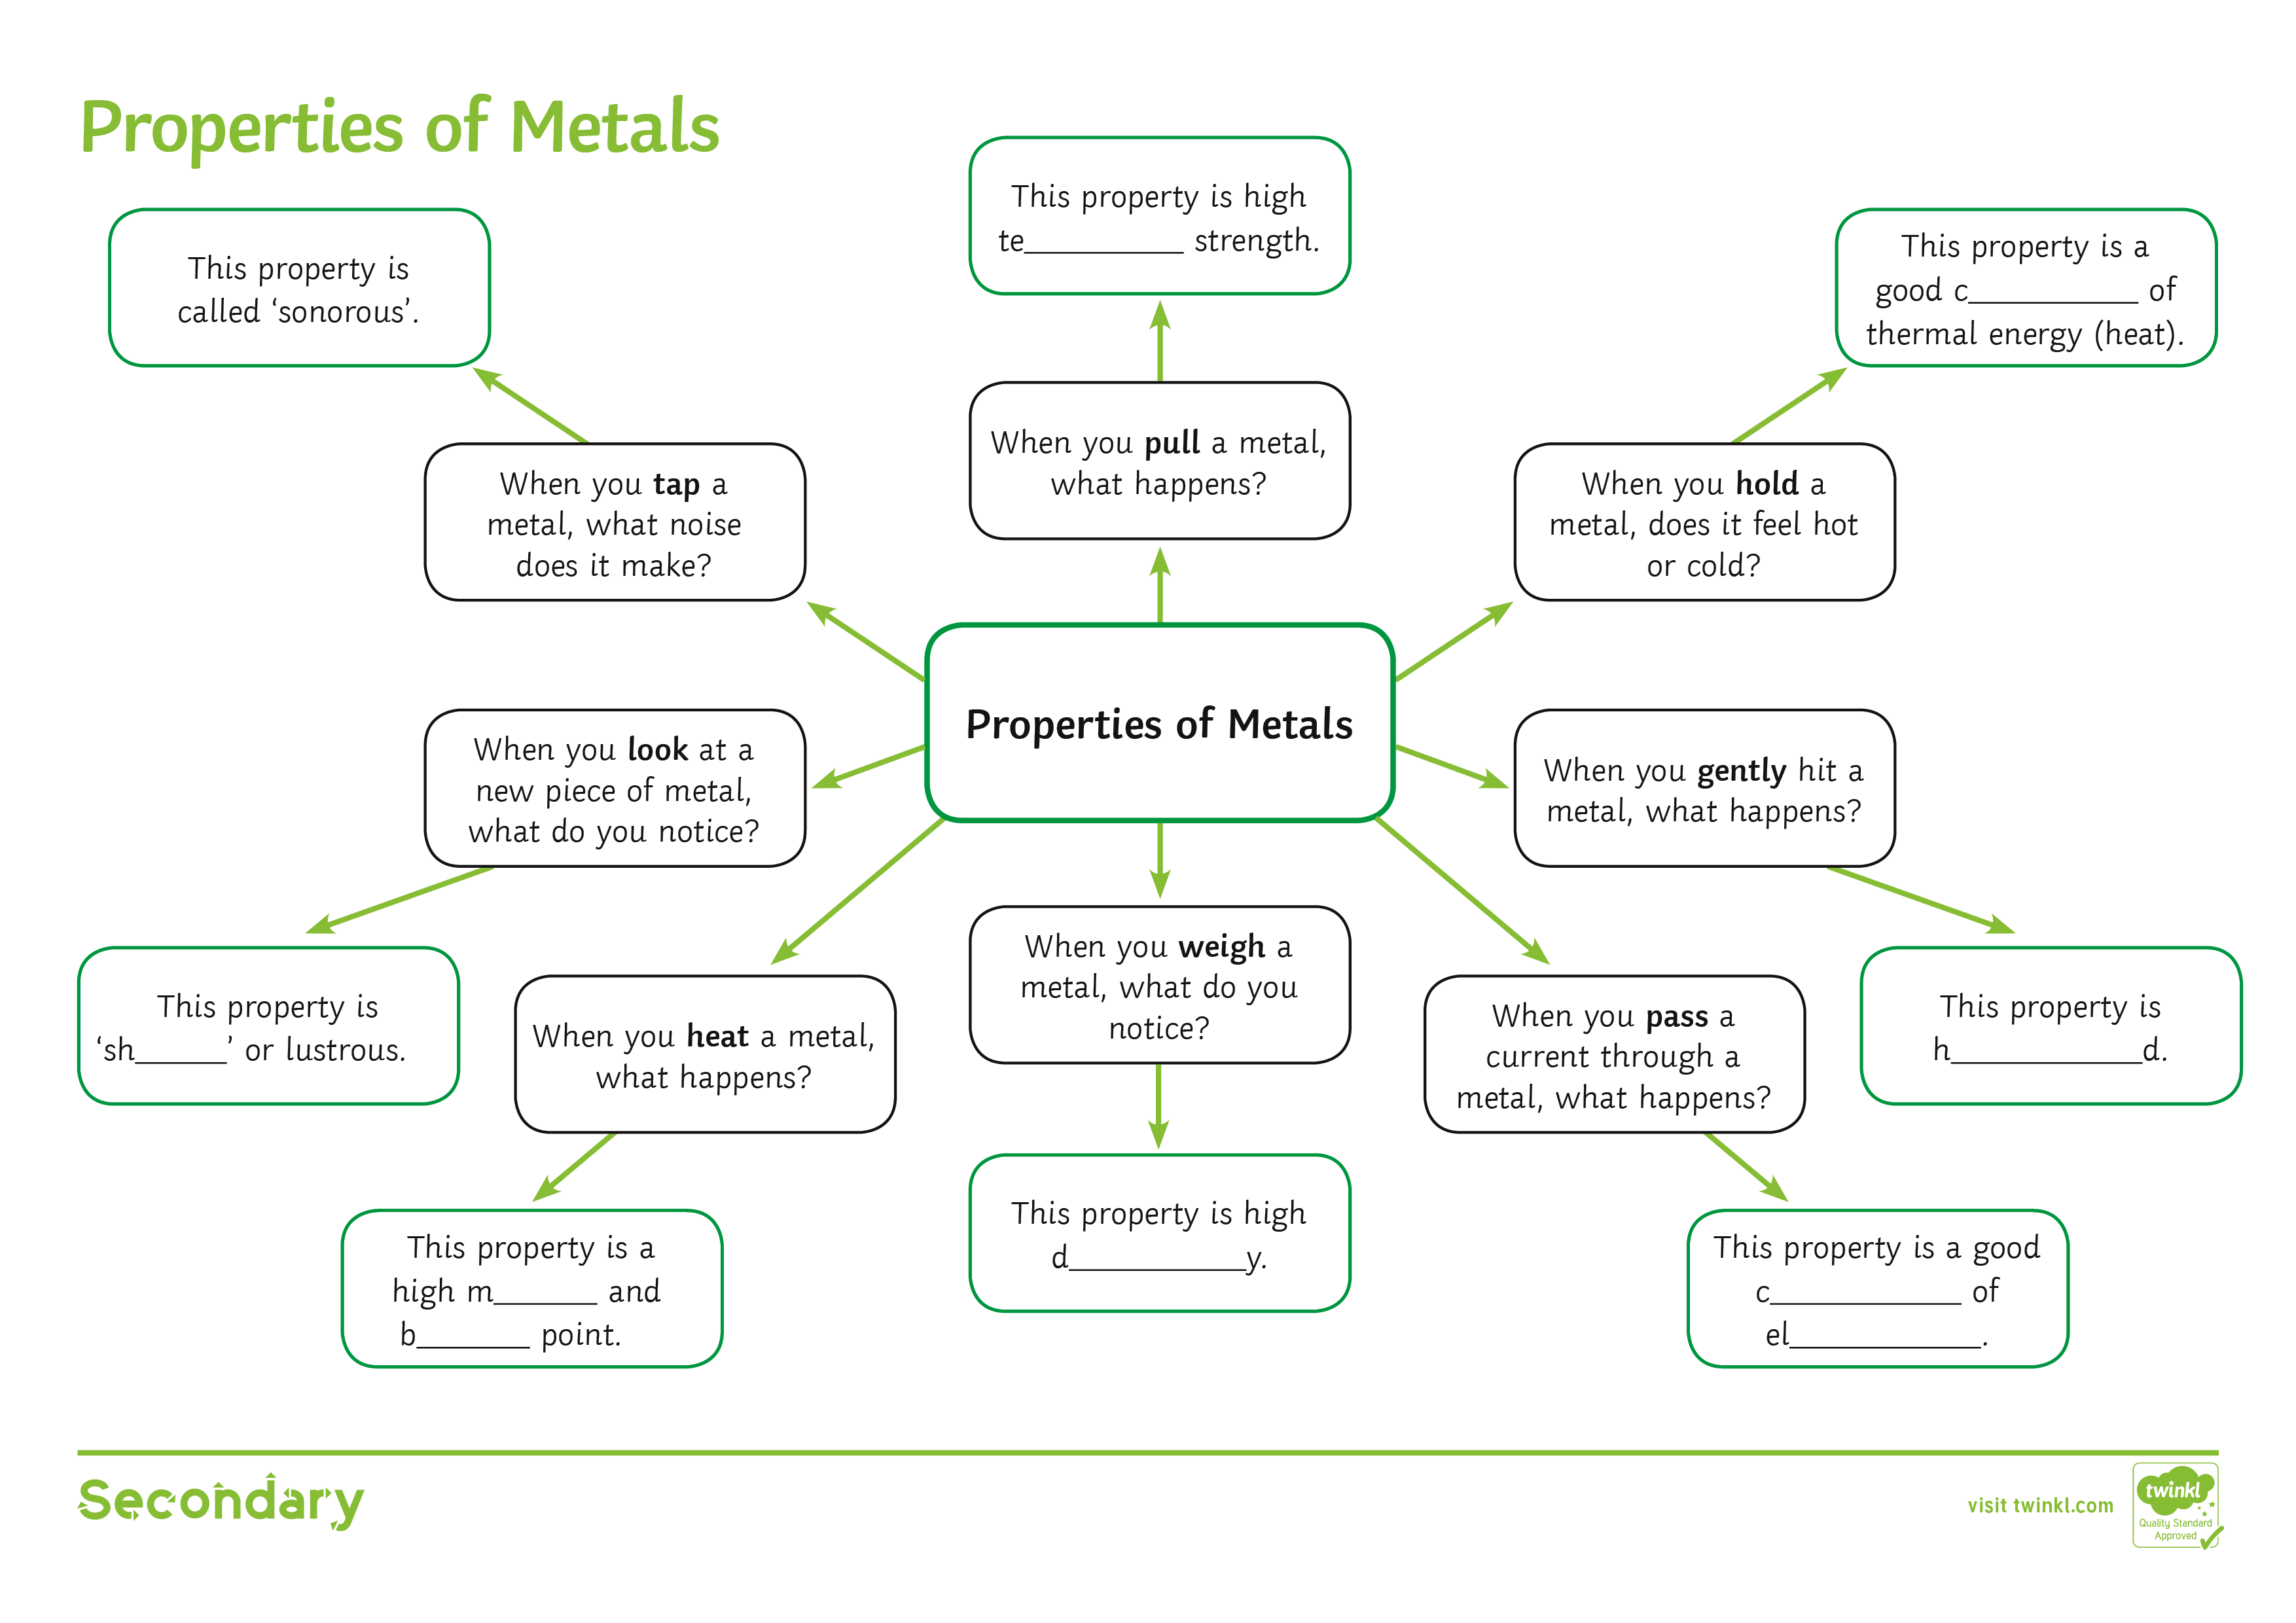 Properties of Metals
This property is
called ‘sonorous’.
This property is high
te__________ strength.
This property is a
good c___________ of
thermal energy (heat).
When you tap a
metal, what noise
does it make?
When you pull a metal,
what happens?
When you hold a
metal, does it feel hot
or cold?
Properties of Metals
When you look at a
new piece of metal,
what do you notice?
When you gently hit a
metal, what happens?
This property is
‘sh______’ or lustrous.
When you heat a metal,
what happens?
When you weigh a
metal, what do you
notice?
When you pass a
current through a
metal, what happens?
This property is
h____________d.
This property is a
high m_______ and
b________ point.
This property is high
d____________y.
This property is a good
c____________ of
el____________.
Secondary
visit twinkl.com
twinkl
Quality Standard
Approved